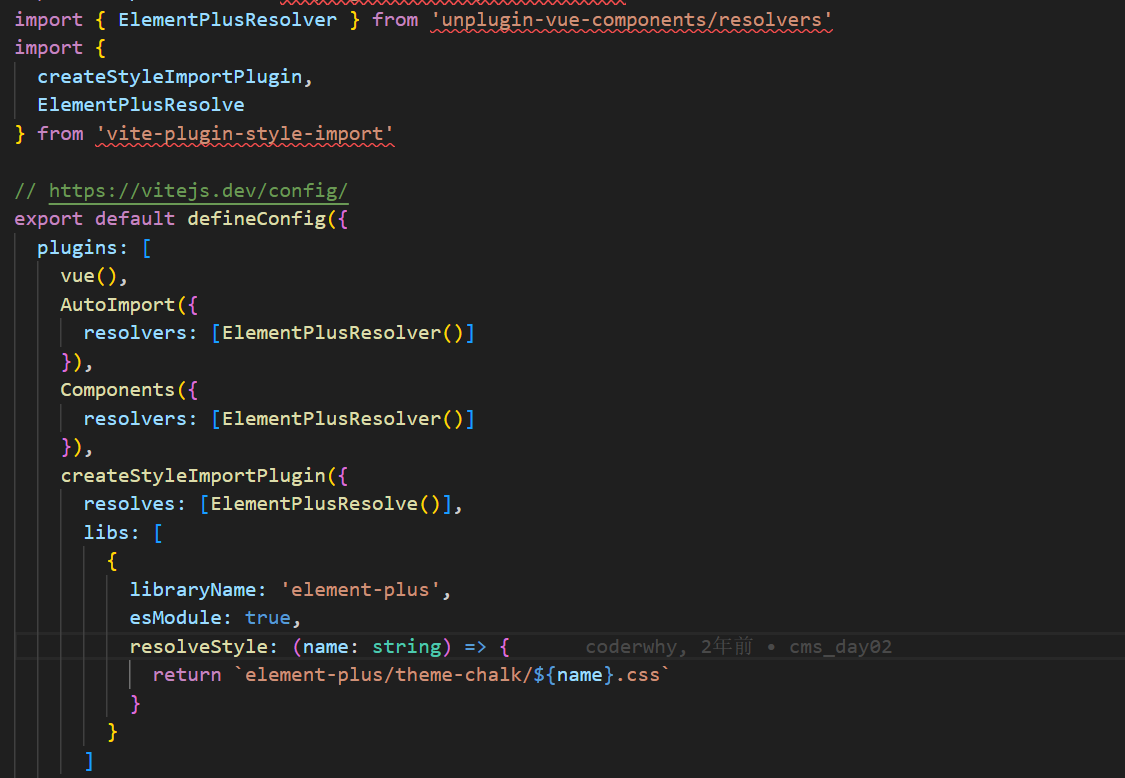 import { ElementPlusResolver } from 'unplugin-vue-components/resolvers'
import {
  createStyleImportPlugin,
  ElementPlusResolve
} from 'vite-plugin-style-import'

// https://vitejs.dev/config/
export default defineConfig({
  plugins: [
    vue(),
    AutoImport({
      resolvers: [ElementPlusResolver()]
    }),
    Components({
      resolvers: [ElementPlusResolver()]
    }),
    createStyleImportPlugin({
      resolves: [ElementPlusResolve()],
      libs: [
        {
          libraryName: 'element-plus',
          esModule: true,
          resolveStyle: (name: string) => { coderwhy, 2年前 • cms_day02
            return `element-plus/theme-chalk/${name}.css`
          }
        }
      ]